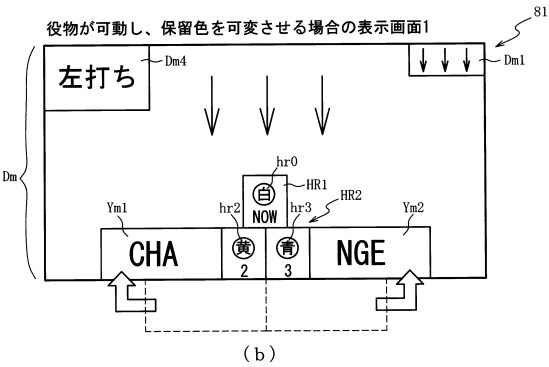 役物が可動し、保留色を可変させる場合の表示画面1
81
左打ち
Dm4
Dm1
Dm
hr0
白
NOW
HR1
HR2
Ym1
hr2
hr3
Ym2
CHA
黄
2
青
3
NGE
(b)